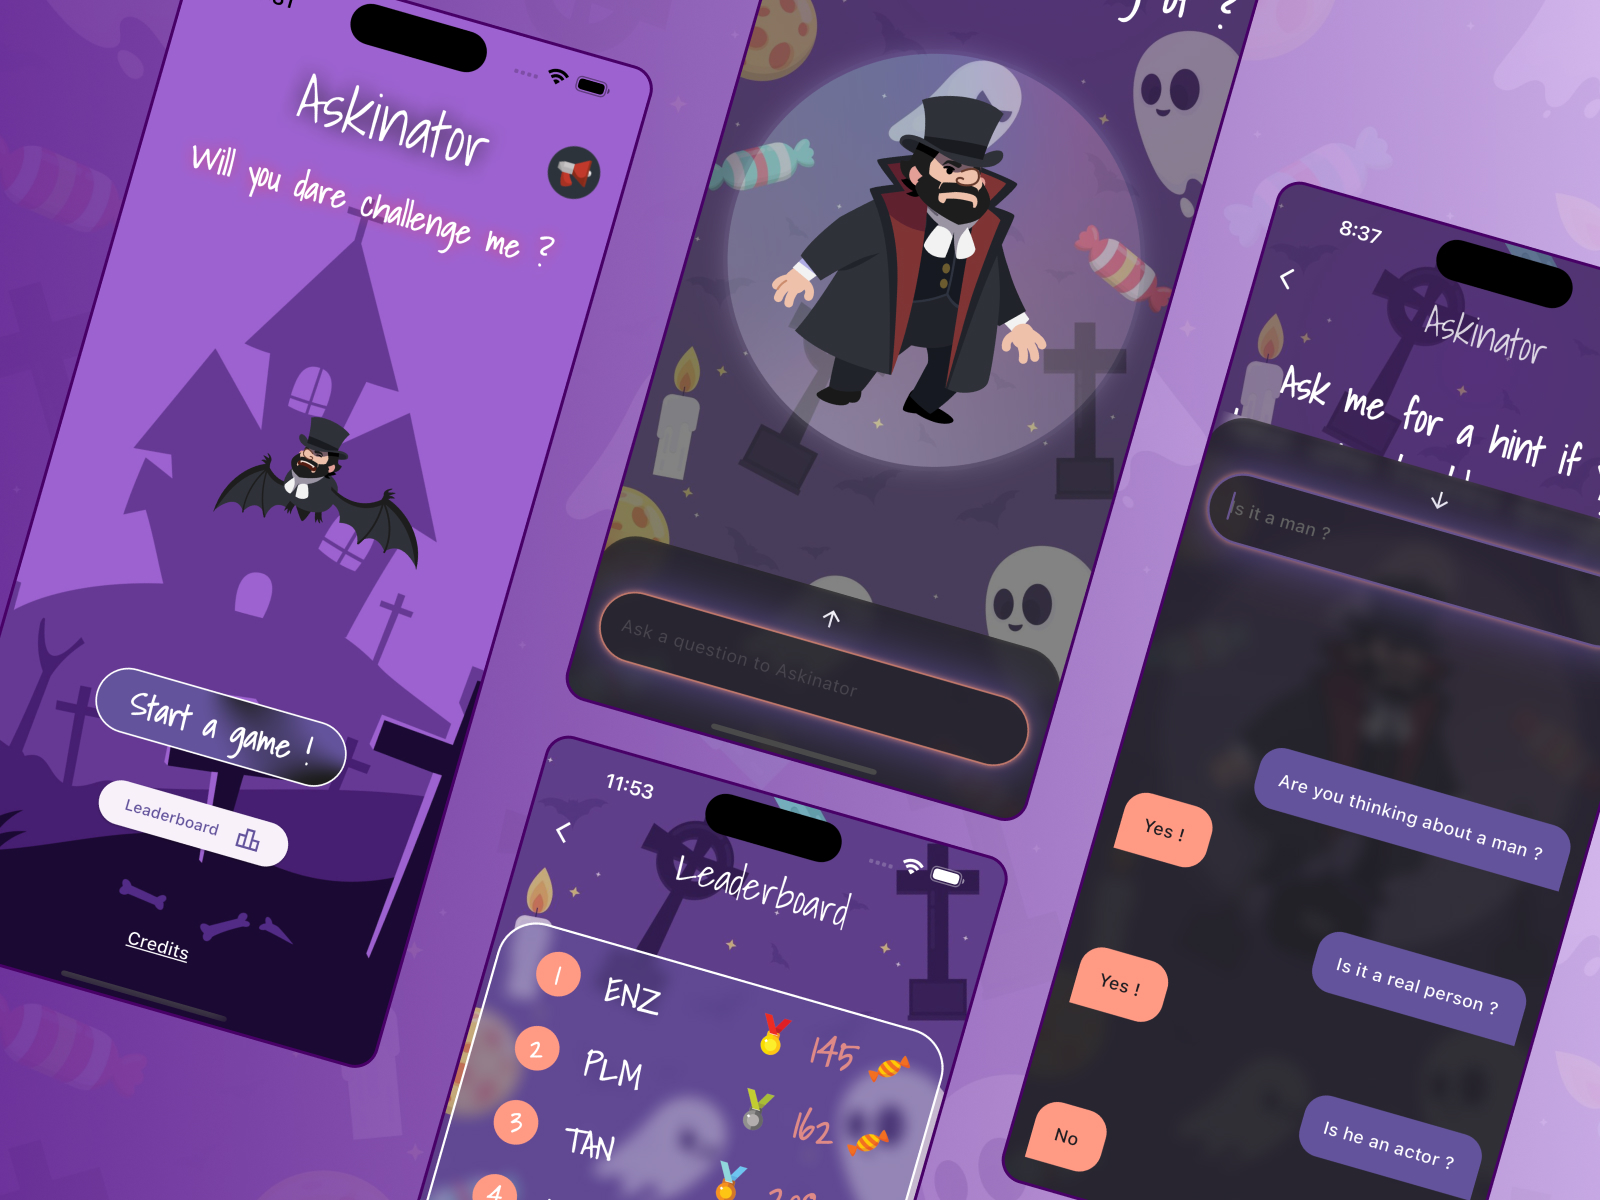 Askinator
Will you dare challenge me ?
Start a game !
Leaderboard
Credits
?
Ask a question to Askinator
11:53
Leaderboard
1
ENZ
145
2
PLM
162
3
TAN
4
8:37
Askinator
Ask me for a hint if
Is it a man ?
Are you thinking about a man ?
Yes !
Is it a real person ?
Yes !
Is he an actor ?
No